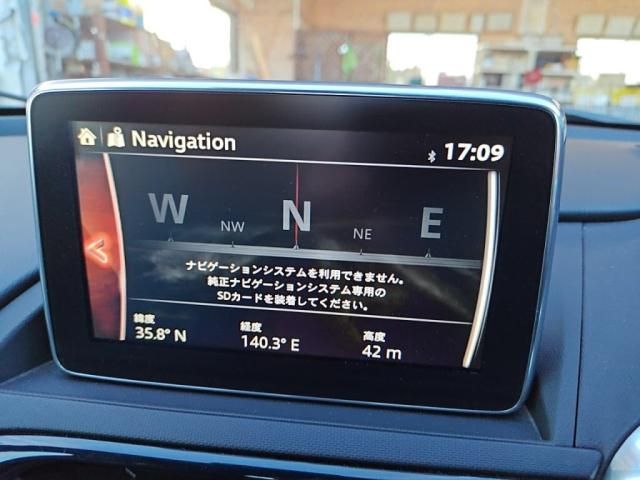 Navigation
17:09
W NW N NE E
ナビゲーションシステムを利用できません。
純正ナビゲーションシステム専用の
SDカードを装着してください。
緯度 経度 高度
35.8° N 140.3° E 42 m